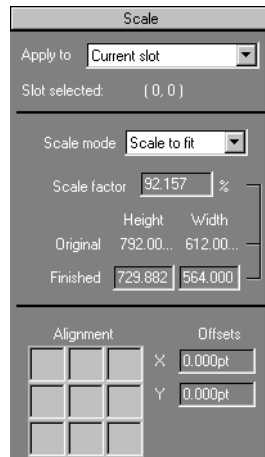 Scale
Apply to Current slot
Slot selected: ( 0, 0 )
Scale mode Scale to fit
Scale factor 92.157 %
Height Width
Original 792.00... 612.00...
Finished 729.882 564.000
Alignment Offsets
X 0.000pt
Y 0.000pt